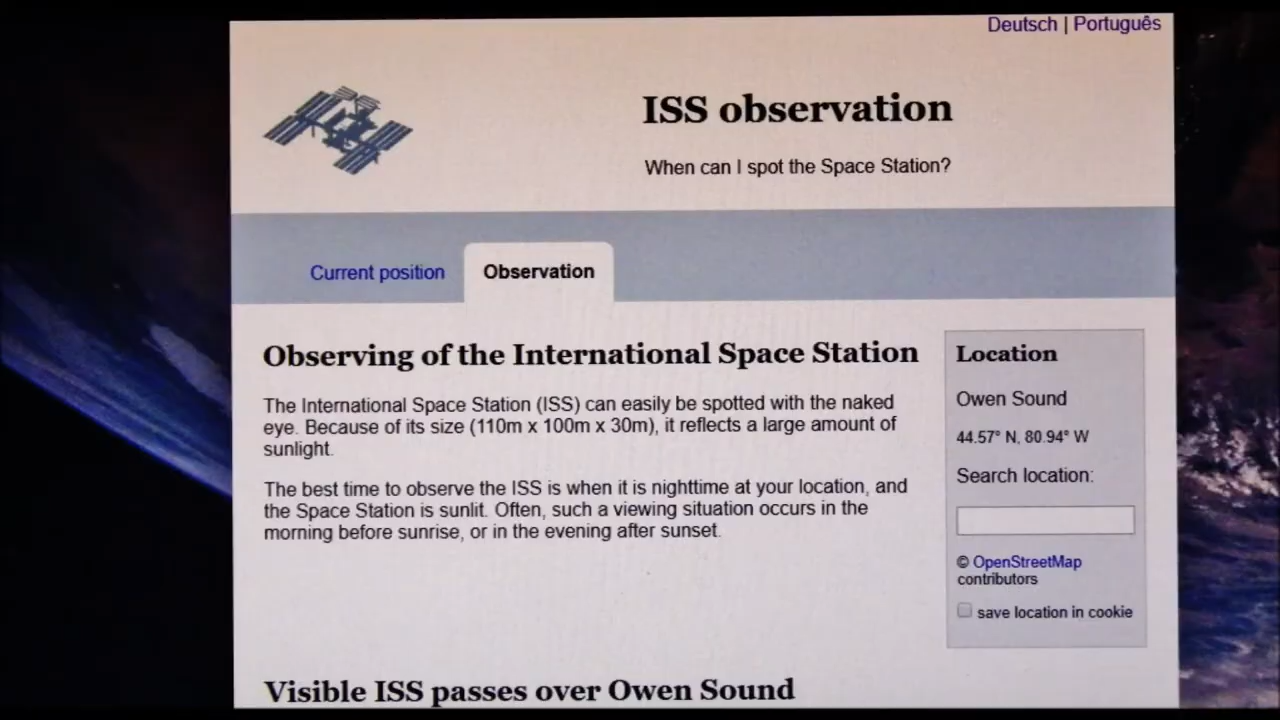 Deutsch | Português
ISS observation
When can I spot the Space Station?
Current position
Observation
Observing of the International Space Station
The International Space Station (ISS) can easily be spotted with the naked
eye. Because of its size (110m x 100m x 30m), it reflects a large amount of
sunlight.
The best time to observe the ISS is when it is nighttime at your location, and
the Space Station is sunlit. Often, such a viewing situation occurs in the
morning before sunrise, or in the evening after sunset.
Location
Owen Sound
44.57° N, 80.94° W
Search location:
© OpenStreetMap
contributors
save location in cookie
Visible ISS passes over Owen Sound